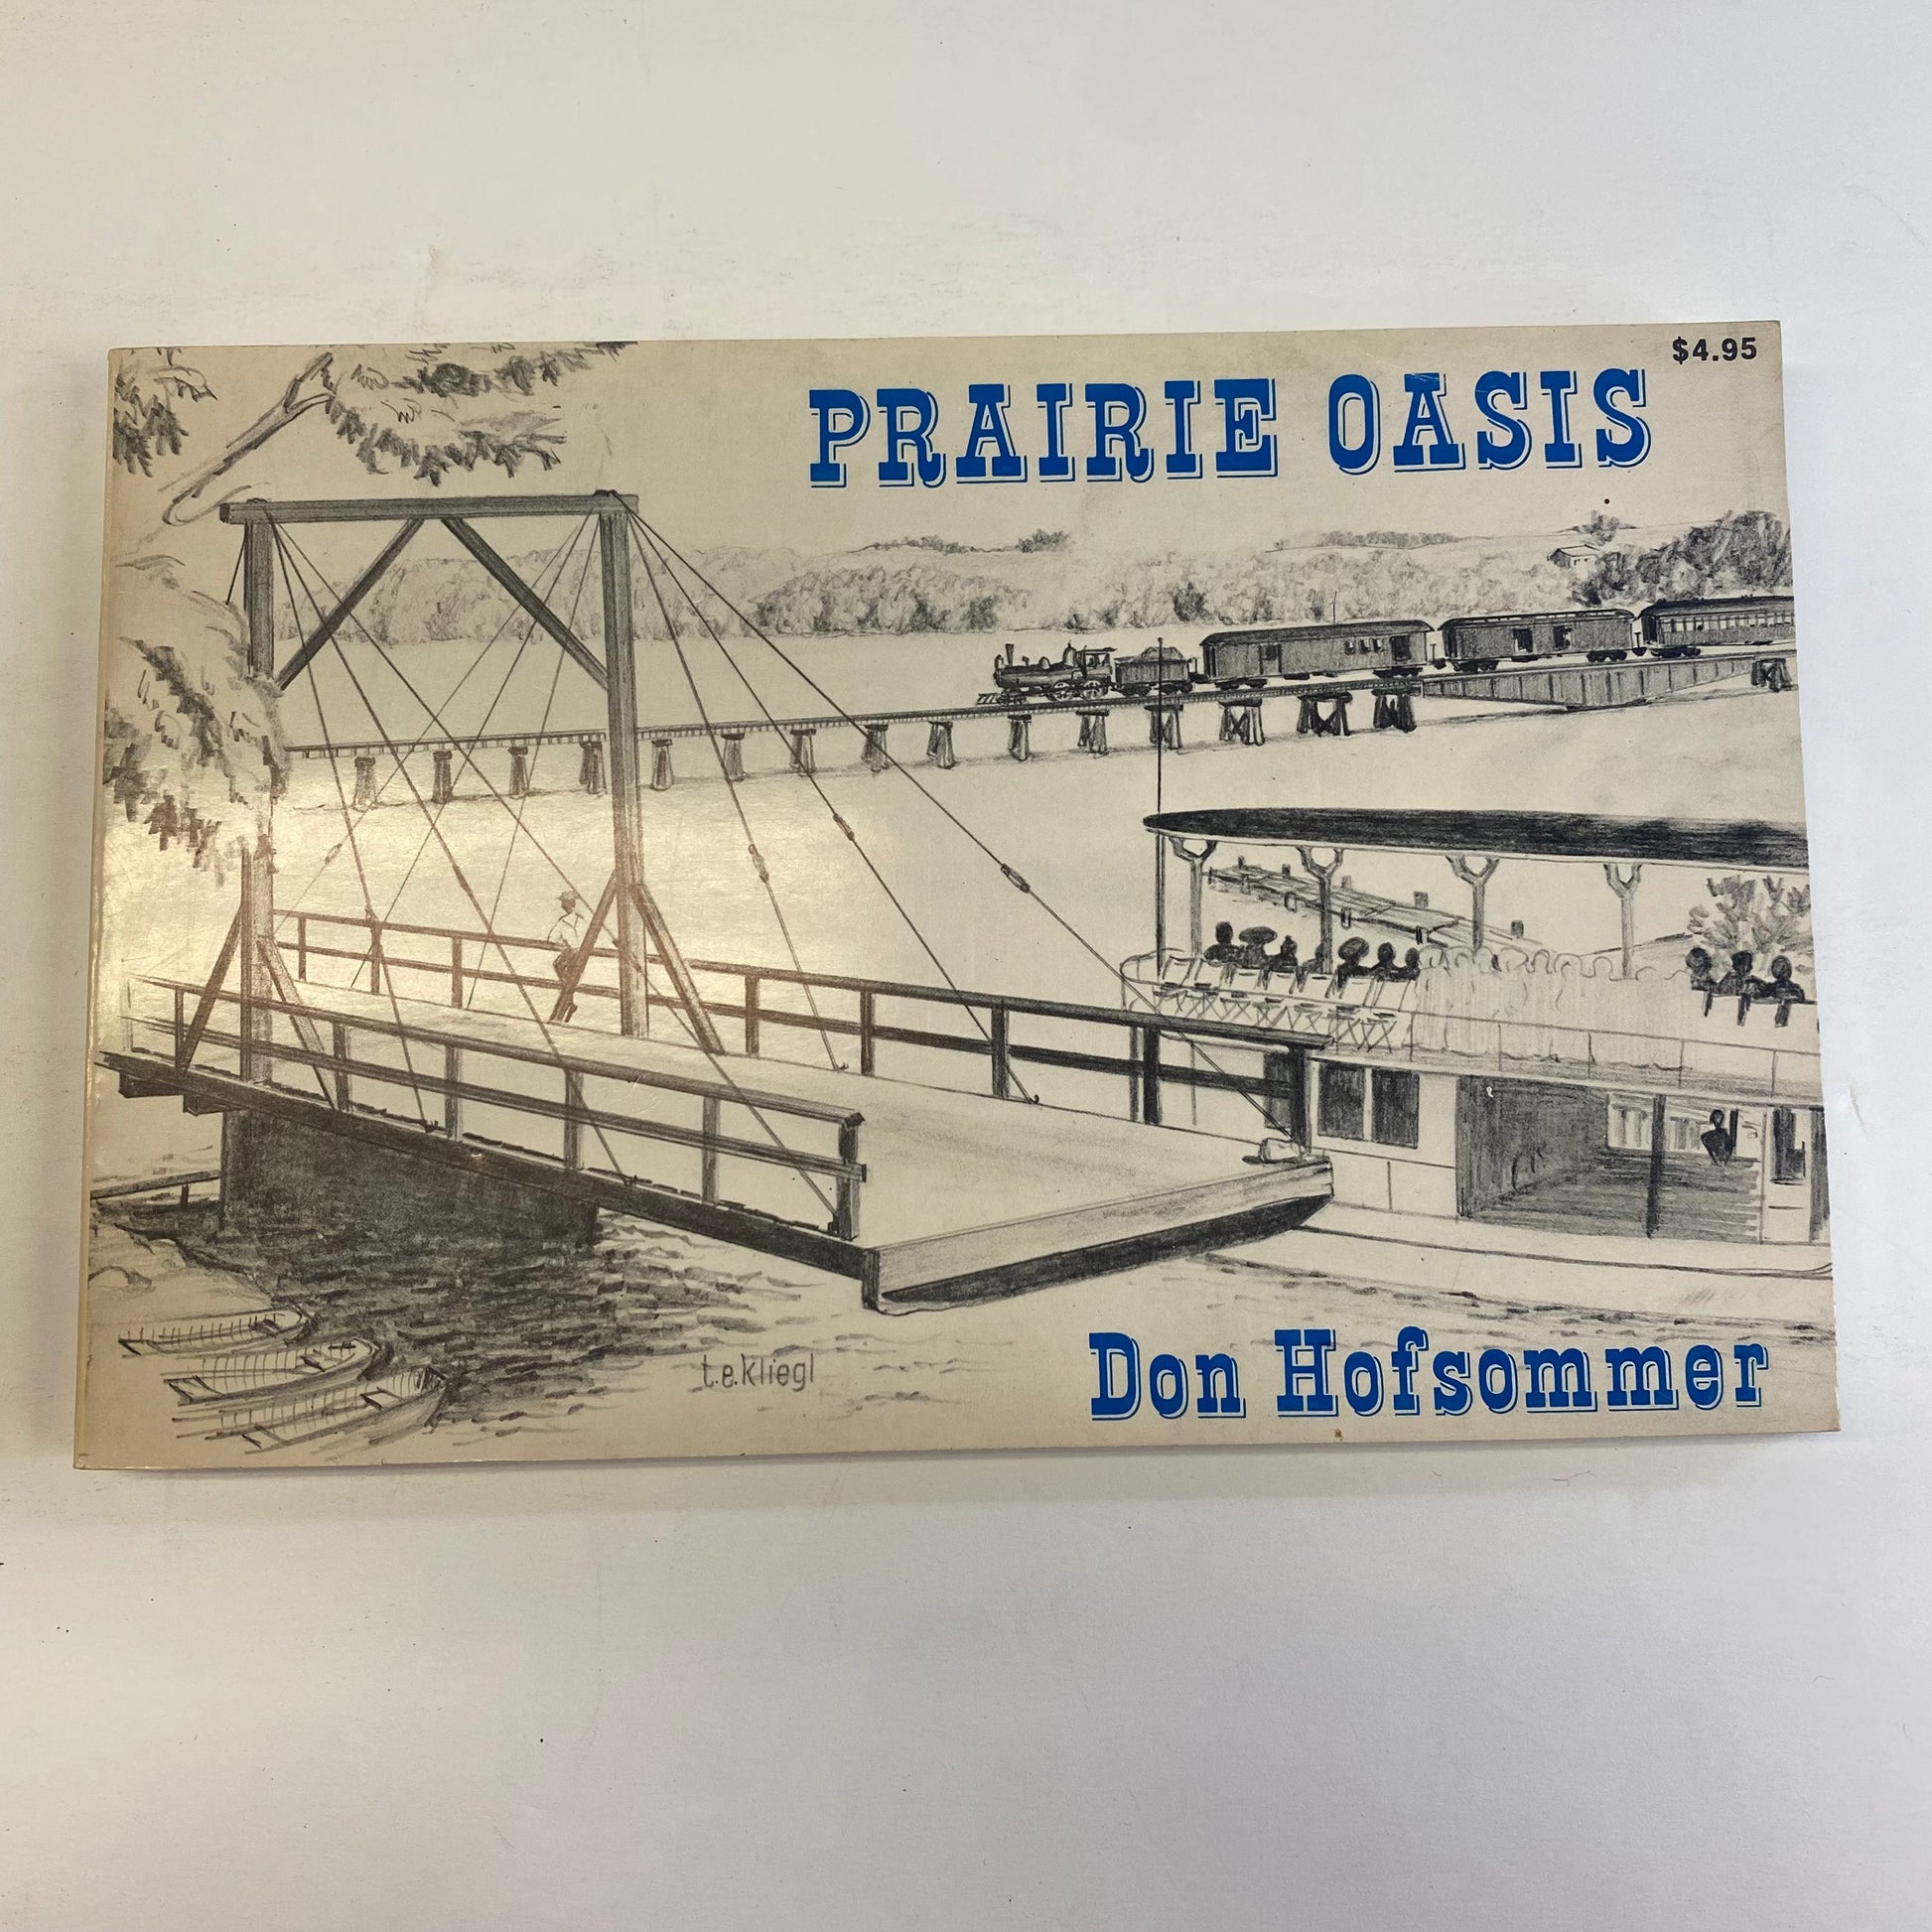 $4.95
PRAIRIE OASIS
t.e.kliegl
Don Hofsommer